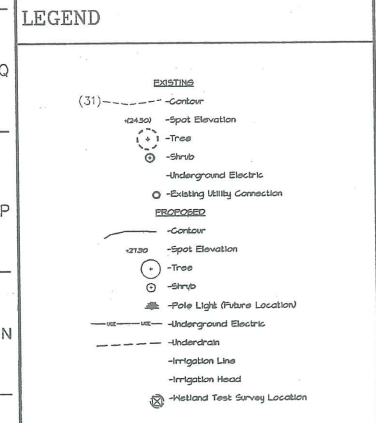 LEGEND
Q
EXISTING
(31) -Contour
+(24.50) -Spot Elevation
-Tree
-Shrub
-Underground Electric
-Existing Utility Connection
P
PROPOSED
-Contour
+27.50 -Spot Elevation
-Tree
-Shrub
-Pole Light (Future Location)
UGE UGE -Underground Electric
N
-Underdrain
-Irrigation Line
-Irrigation Head
-Wetland Test Survey Location